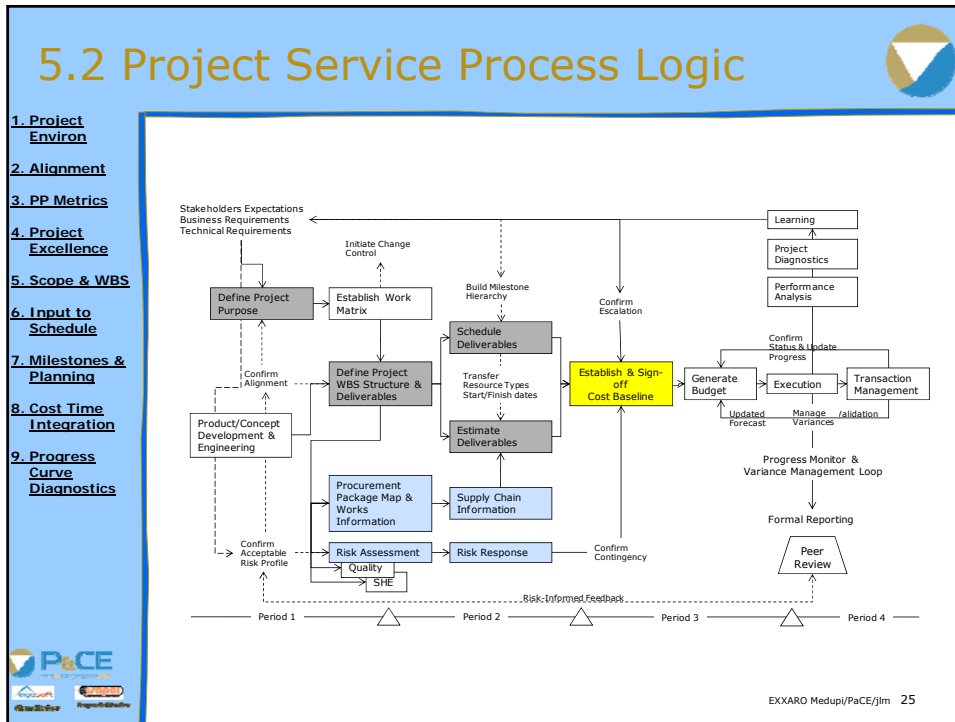 5.2 Project Service Process Logic
1. Project
Environ
2. Alignment
3. PP Metrics
4. Project
Excellence
5. Scope & WBS
6. Input to
Schedule
7. Milestones &
Planning
8. Cost Time
Integration
9. Progress
Curve
Diagnostics
Stakeholders Expectations
Business Requirements
Technical Requirements
Initiate Change
Control
Build Milestone
Hierarchy
Confirm
Escalation
Learning
Project
Diagnostics
Performance
Analysis
Define Project
Purpose
Establish Work
Matrix
Schedule
Deliverables
Confirm
Status & Update
Progress
Confirm
Alignment
Define Project
WBS Structure &
Deliverables
Transfer
Resource Types
Start/Finish dates
Establish & Sign-
off
Cost Baseline
Generate
Budget
Execution
Transaction
Management
Product/Concept
Development &
Engineering
Estimate
Deliverables
Updated
Forecast
Manage
Variances
/alidation
Progress Monitor &
Variance Management Loop
Procurement
Package Map &
Works
Information
Supply Chain
Information
Formal Reporting
Confirm
Acceptable
Risk Profile
Risk Assessment
Risk Response
Confirm
Contingency
Peer
Review
Quality
SHE
Risk-Informed Feedback
Period 1
Period 2
Period 3
Period 4
P&CE
EXXARO Medupi/PaCE/jlm 25